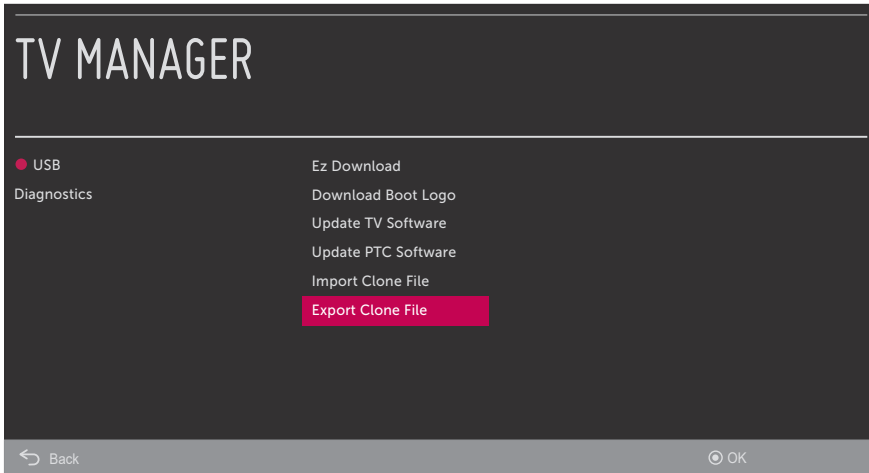 TV MANAGER
USB
Diagnostics
Ez Download
Download Boot Logo
Update TV Software
Update PTC Software
Import Clone File
Export Clone File
Back
OK